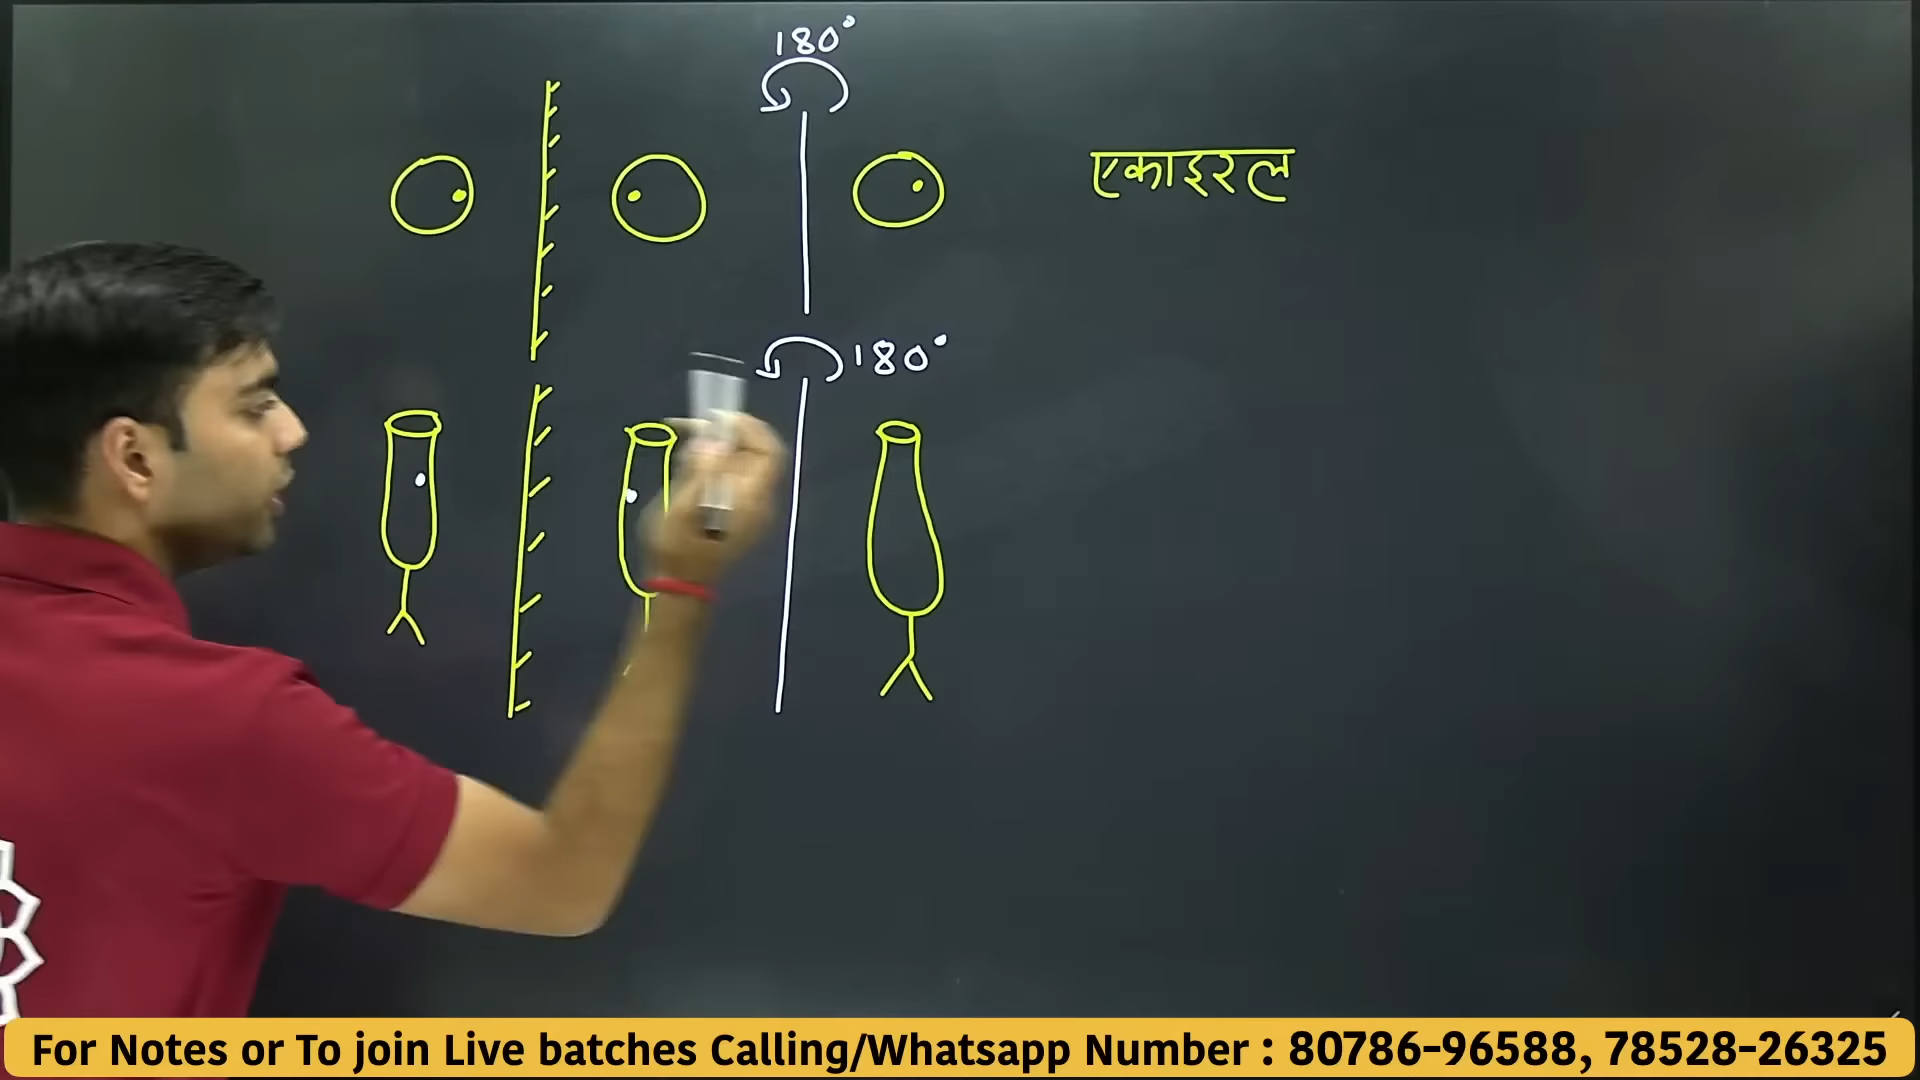 180°
एकाइरल
180°
For Notes or To join Live batches Calling/Whatsapp Number : 80786-96588, 78528-26325